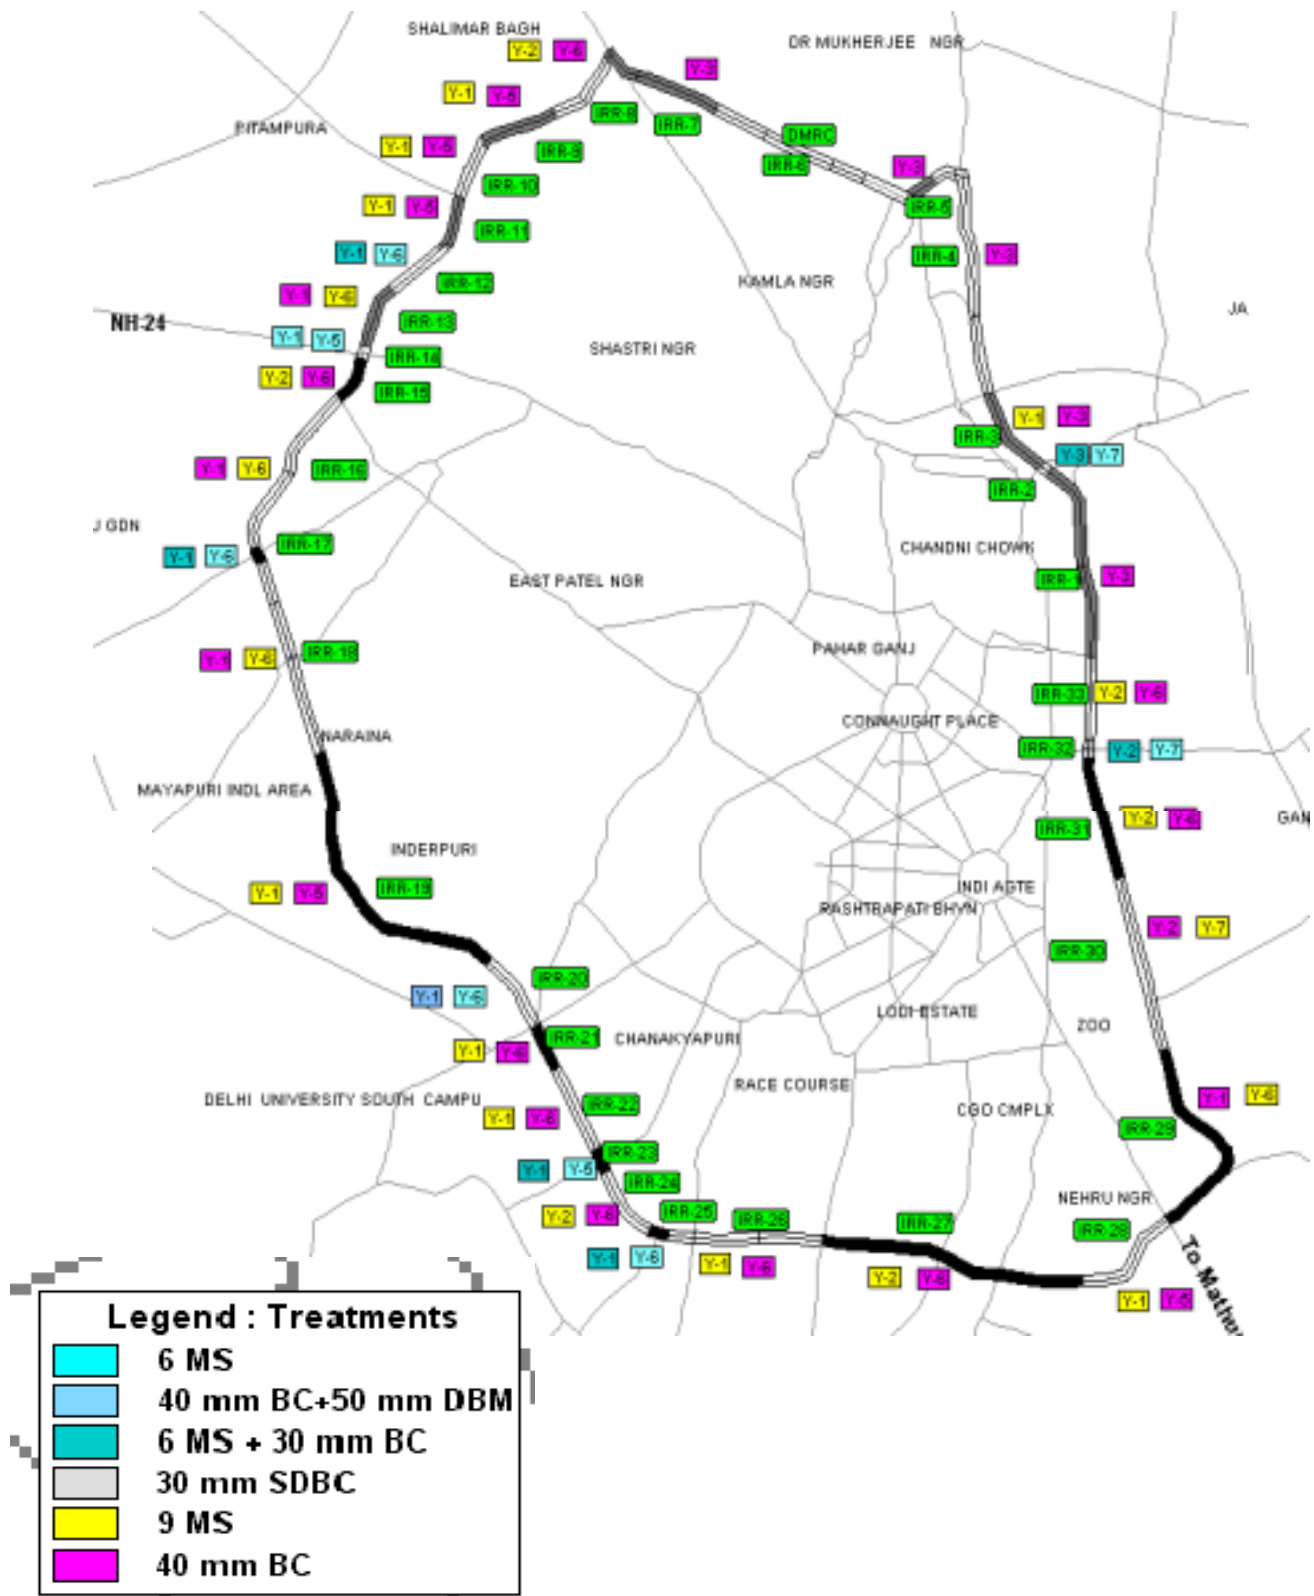 SHALIMAR BAGH
DR MUKHERJEE NGR
Y-2 Y-6
Y-3
Y-1 Y-5
IRR-8
IRR-7
PITAMPURA
DMRC
Y-1 Y-5
IRR-9
IRR-6
Y-3
IRR-10
Y-1 Y-5
IRR-5
IRR-11
Y-1 Y-6
IRR-4
Y-3
IRR-12
KAMLA NGR
Y-1 Y-6
JA
NH-24
IRR-13
Y-1 Y-5
SHASTRI NGR
IRR-14
Y-2 Y-6
IRR-15
Y-1 Y-3
IRR-3
Y-3 Y-7
Y-1 Y-6
IRR-16
IRR-2
J GDN
IRR-17
CHANDNI CHOWK
Y-1 Y-6
EAST PATEL NGR
IRR-1
Y-3
IRR-18
PAHAR GANJ
Y-1 Y-6
IRR-33
Y-2 Y-6
CONNAUGHT PLACE
NARAINA
IRR-32
Y-2 Y-7
MAYAPURI INDL AREA
Y-2 Y-6
GAN
IRR-31
INDERPURI
IRR-19
INDI AGTE
Y-1 Y-5
RASHTRAPATI BHVN
Y-2 Y-7
IRR-30
IRR-20
Y-1 Y-6
LODI ESTATE
ZOO
IRR-21
CHANAKYAPURI
Y-1 Y-6
RACE COURSE
DELHI UNIVERSITY SOUTH CAMPU
IRR-22
CGO CMPLX
Y-1 Y-6
Y-1 Y-6
IRR-29
IRR-23
Y-1 Y-5
IRR-24
NEHRU NGR
Y-2 Y-6
IRR-25
IRR-26
IRR-27
IRR-28
Y-1 Y-6
Y-1 Y-6
Y-2 Y-6
To Mathu
Y-1 Y-5
Legend : Treatments
6 MS
40 mm BC+50 mm DBM
6 MS + 30 mm BC
30 mm SDBC
9 MS
40 mm BC